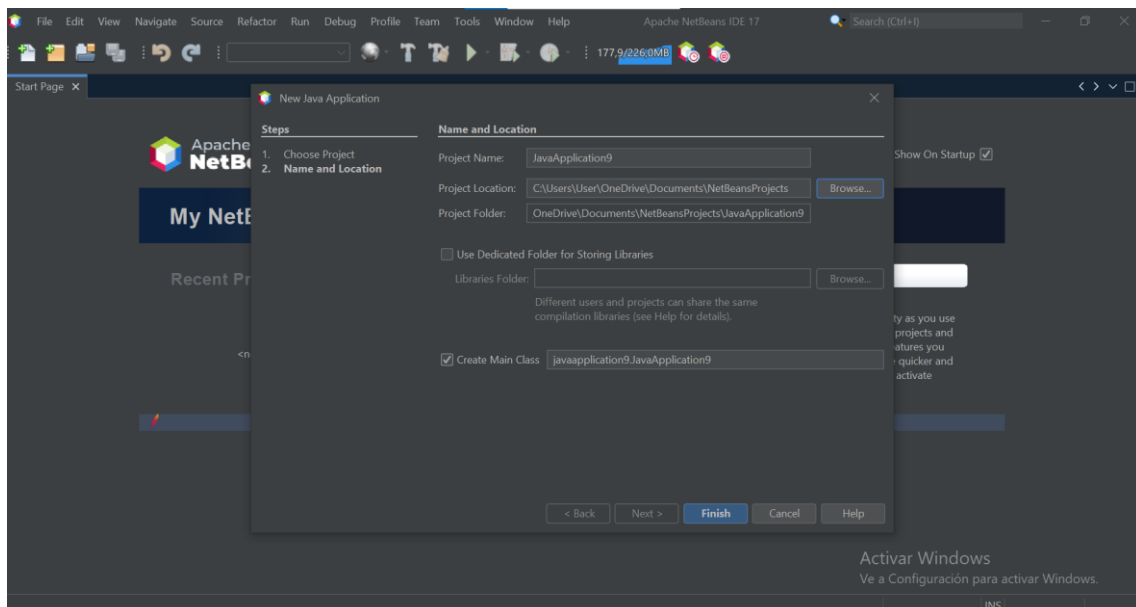 File Edit View Navigate Source Refactor Run Debug Profile Team Tools Window Help Apache NetBeans IDE 17 Search (Ctrl+I)
177,9/226,0MB
Start Page
New Java Application
Steps
1. Choose Project
2. Name and Location
Name and Location
Project Name: JavaApplication9
Project Location: C:\Users\User\OneDrive\Documents\NetBeansProjects Browse...
Project Folder: OneDrive\Documents\NetBeansProjects\JavaApplication9
Use Dedicated Folder for Storing Libraries
Libraries Folder: Browse...
Different users and projects can share the same
compilation libraries (see Help for details).
Create Main Class javaapplication9.JavaApplication9
< Back Next > Finish Cancel Help
Apache
NetB
Show On Startup
My NetB
Recent Pr
<n
ty as you use
projects and
atures you
quicker and
activate
Activar Windows
Ve a Configuración para activar Windows.
INS